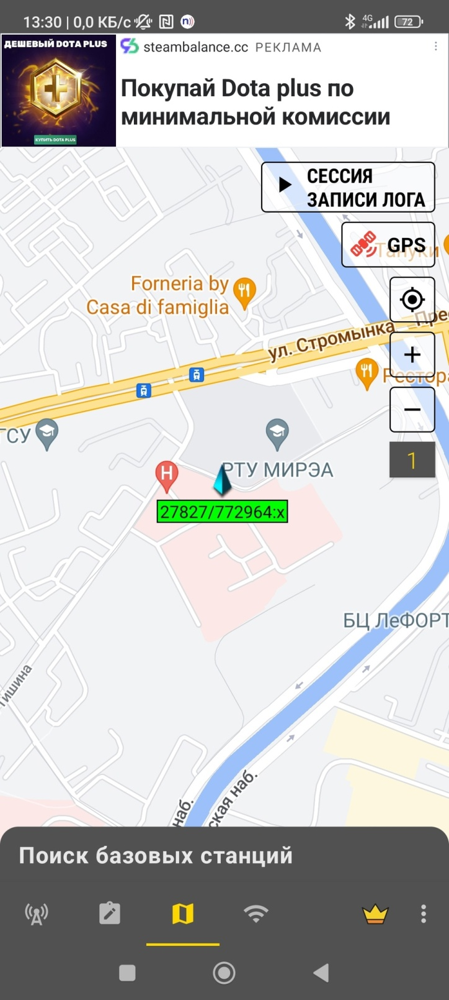 13:30 | 0,0 КБ/с
4G
72
ДЕШЕВЫЙ DOTA PLUS
КУПИТЬ DOTA PLUS
steambalance.cc РЕКЛАМА
Покупай Dota plus по
минимальной комиссии
СЕССИЯ
ЗАПИСИ ЛОГА
GPS
Тануки
Forneria by
Casa di famiglia
Пре
ул. Стромынка
Рестора
ГСУ
1
Н
РТУ МИРЭА
27827/772964:x
БЦ ЛеФОРТ
Тишина
наб.
ская наб.
Поиск базовых станций